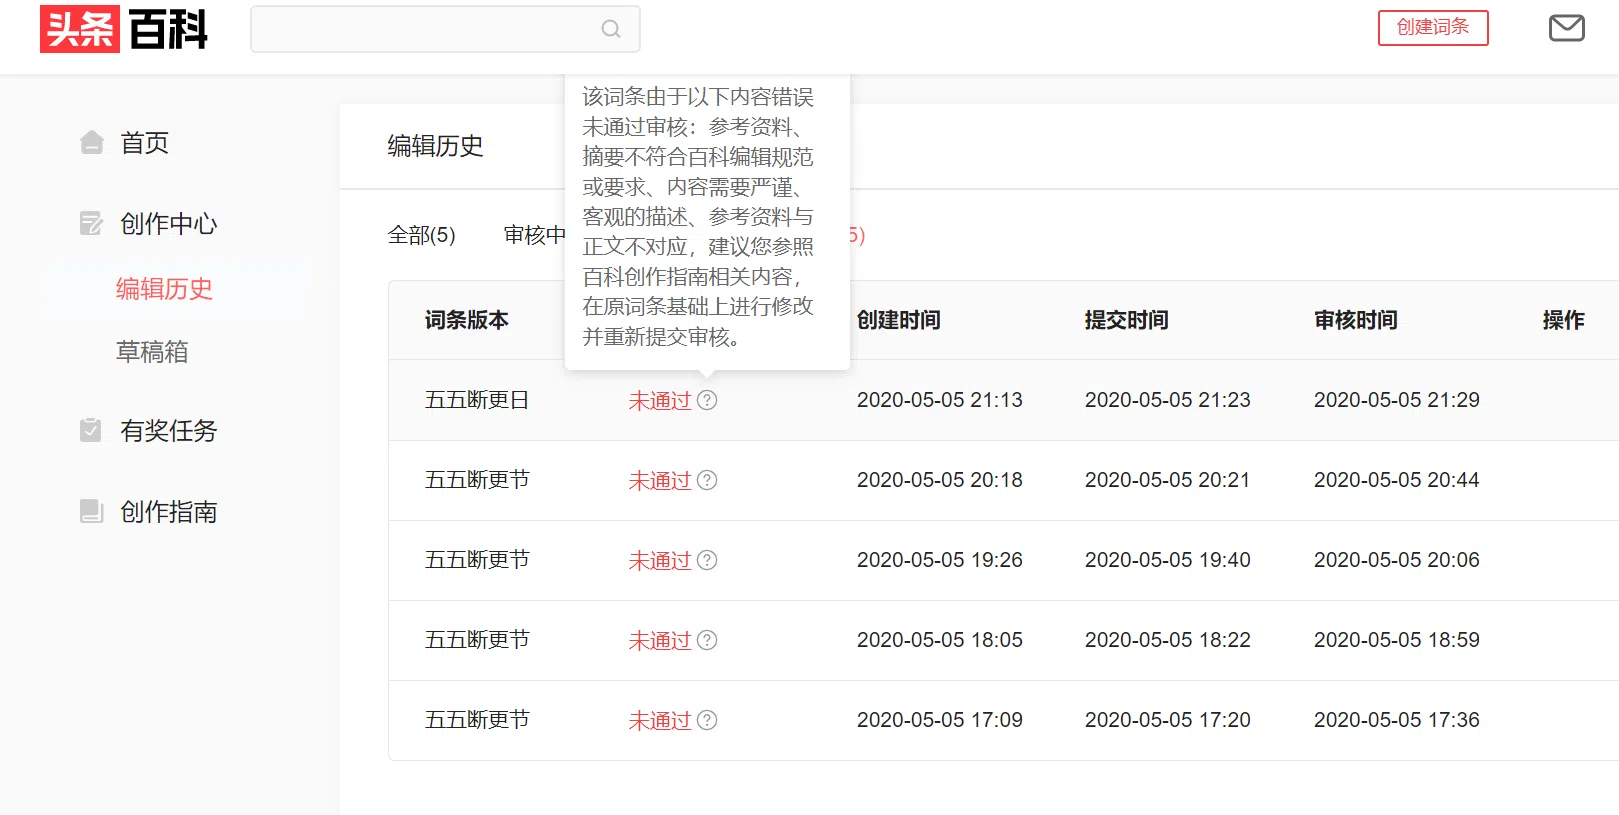 头条 百科
创建词条
首页
创作中心
编辑历史
草稿箱
有奖任务
创作指南
编辑历史
该词条由于以下内容错误
未通过审核：参考资料、
摘要不符合百科编辑规范
或要求、内容需要严谨、
客观的描述、参考资料与
正文不对应，建议您参照
百科创作指南相关内容，
在原词条基础上进行修改
并重新提交审核。
全部(5) 审核中 5)
词条版本 创建时间 提交时间 审核时间 操作
五五断更日 未通过 ? 2020-05-05 21:13 2020-05-05 21:23 2020-05-05 21:29
五五断更节 未通过 ? 2020-05-05 20:18 2020-05-05 20:21 2020-05-05 20:44
五五断更节 未通过 ? 2020-05-05 19:26 2020-05-05 19:40 2020-05-05 20:06
五五断更节 未通过 ? 2020-05-05 18:05 2020-05-05 18:22 2020-05-05 18:59
五五断更节 未通过 ? 2020-05-05 17:09 2020-05-05 17:20 2020-05-05 17:36